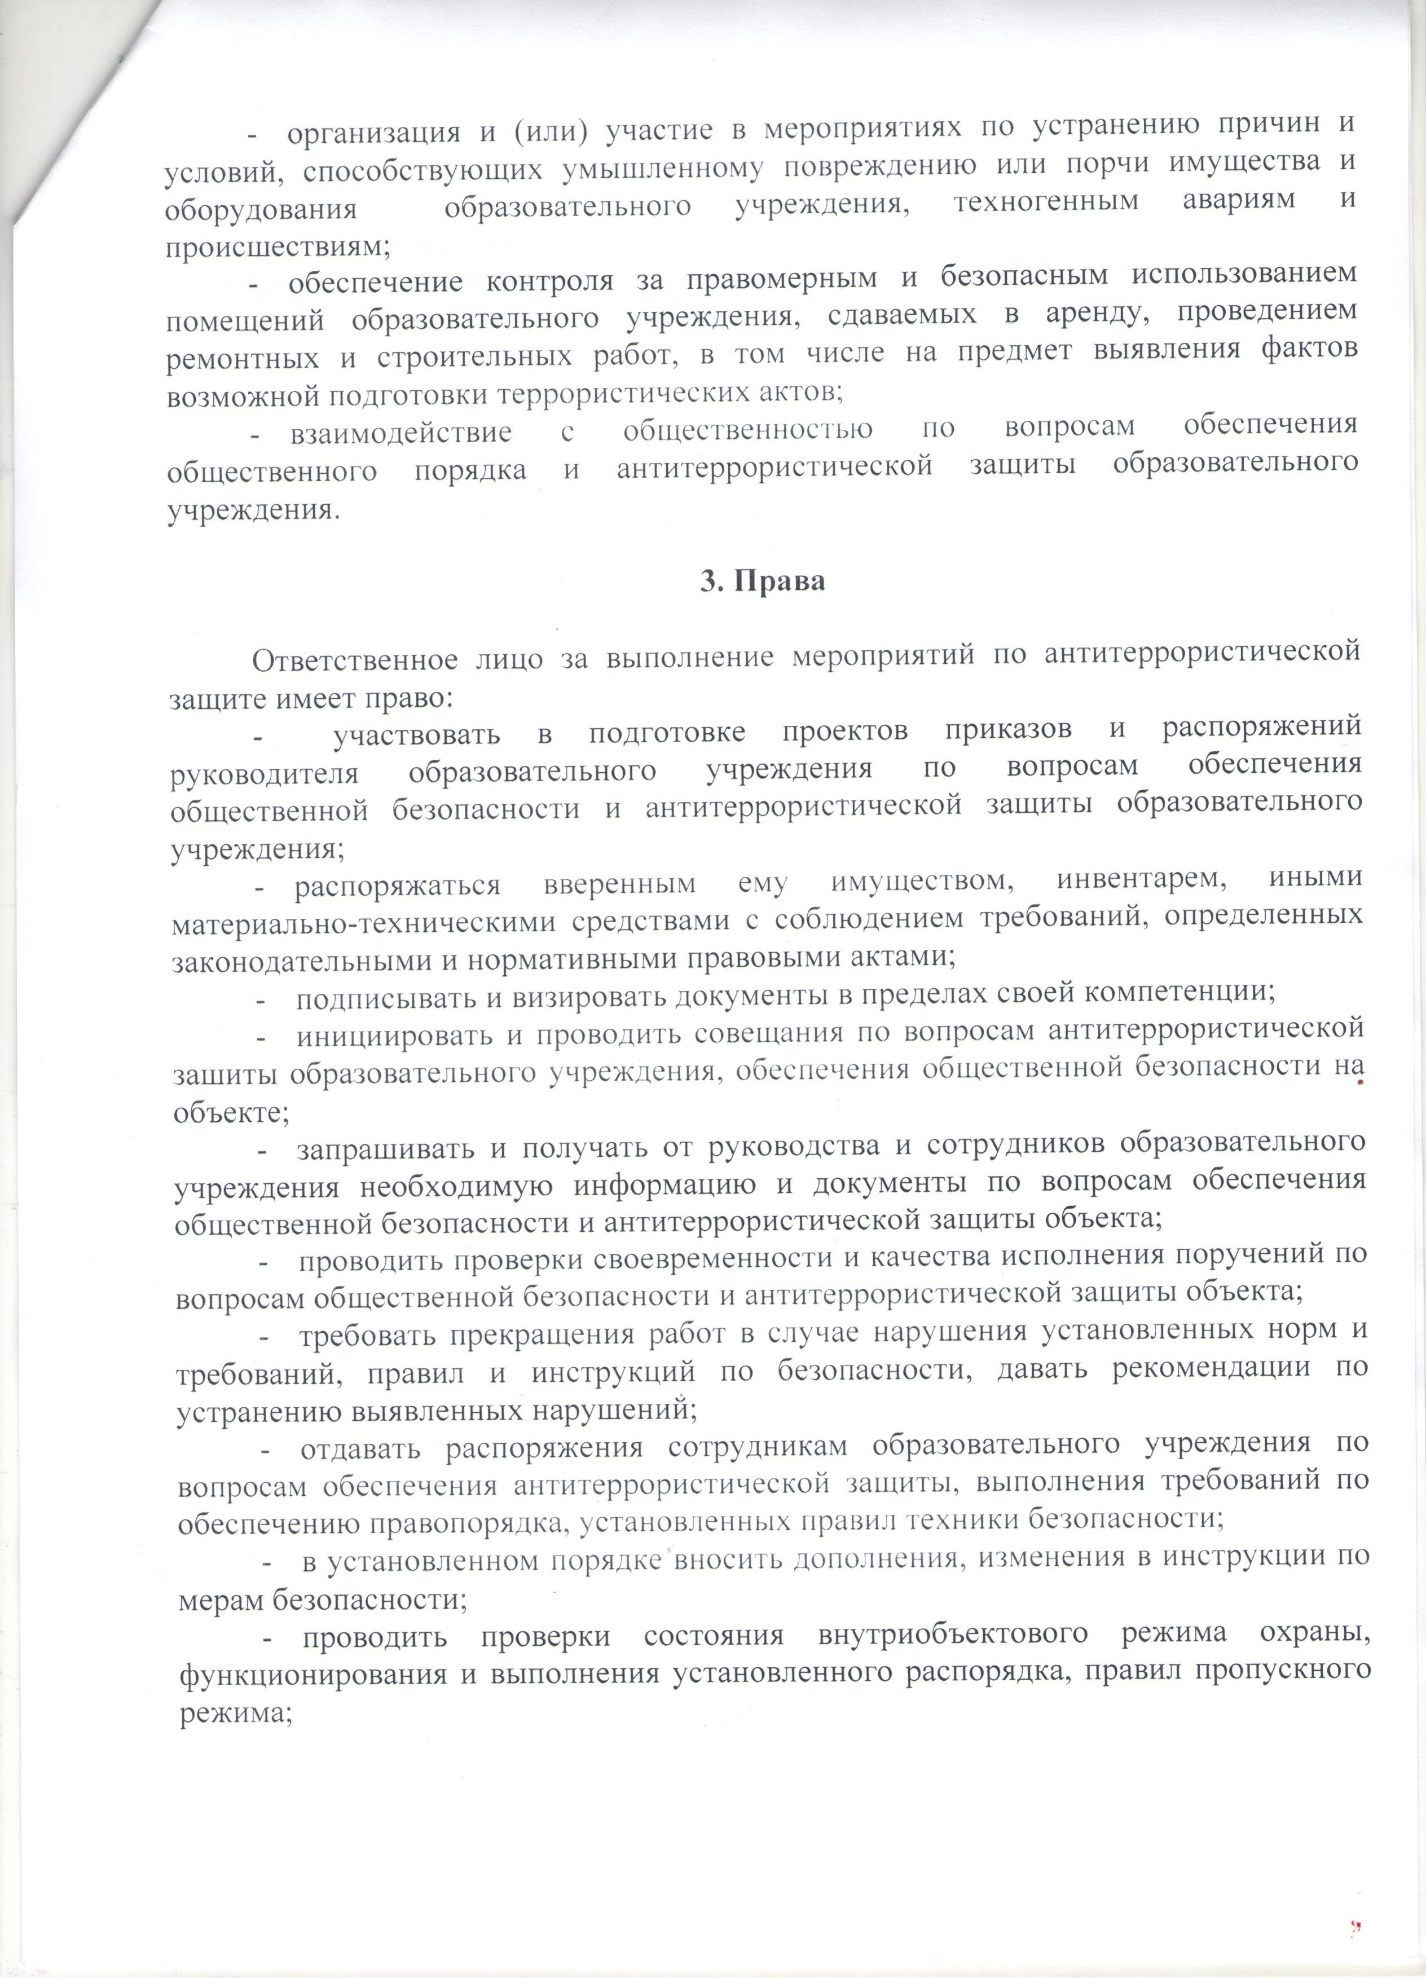 - организация и (или) участие в мероприятиях по устранению причин и
условий, способствующих умышленному повреждению или порчи имущества и
оборудования образовательного учреждения, техногенным авариям и
происшествиям;
- обеспечение контроля за правомерным и безопасным использованием
помещений образовательного учреждения, сдаваемых в аренду, проведением
ремонтных и строительных работ, в том числе на предмет выявления фактов
возможной подготовки террористических актов;
- взаимодействие с общественностью по вопросам обеспечения
общественного порядка и антитеррористической защиты образовательного
учреждения.
3. Права
Ответственное лицо за выполнение мероприятий по антитеррористической
защите имеет право:
- участвовать в подготовке проектов приказов и распоряжений
руководителя образовательного учреждения по вопросам обеспечения
общественной безопасности и антитеррористической защиты образовательного
учреждения;
- распоряжаться вверенным ему имуществом, инвентарем, иными
материально-техническими средствами с соблюдением требований, определенных
законодательными и нормативными правовыми актами;
- подписывать и визировать документы в пределах своей компетенции;
- инициировать и проводить совещания по вопросам антитеррористической
зашиты образовательного учреждения, обеспечения общественной безопасности на
объекте;
- запрашивать и получать от руководства и сотрудников образовательного
учреждения необходимую информацию и документы по вопросам обеспечения
общественной безопасности и антитеррористической защиты объекта;
- проводить проверки своевременности и качества исполнения поручений по
вопросам общественной безопасности и антитеррористической защиты объекта;
- требовать прекращения работ в случае нарушения установленных норм и
требований, правил и инструкций по безопасности, давать рекомендации по
устранению выявленных нарушений;
- отдавать распоряжения сотрудникам образовательного учреждения по
вопросам обеспечения антитеррористической защиты, выполнения требований по
обеспечению правопорядка, установленных правил техники безопасности;
- в установленном порядке вносить дополнения, изменения в инструкции по
мерам безопасности;
- проводить проверки состояния внутриобъектового режима охраны,
функционирования и выполнения установленного распорядка, правил пропускного
режима;